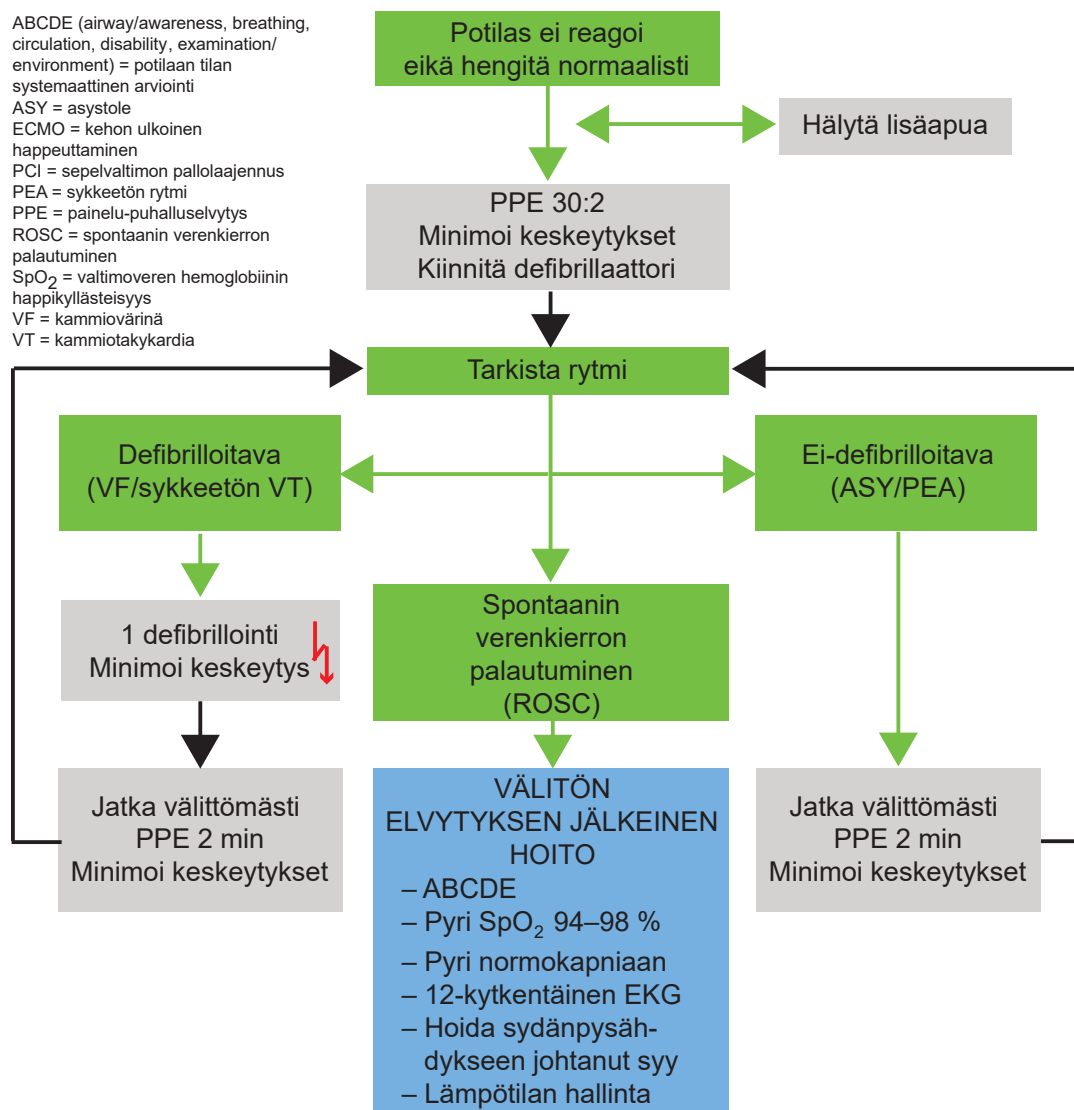 ABCDE (airway/awareness, breathing,
circulation, disability, examination/
environment) = potilaan tilan
systemaattinen arviointi
ASY = asystole
ECMO = kehon ulkoinen
happeuttaminen
PCI = sepelvaltimon pallolaajennus
PEA = sykkeetön rytmi
PPE = painelu-puhalluselvytys
ROSC = spontaanin verenkierron
palautuminen
SpO₂ = valtimoveren hemoglobiinin
happikyllästeisyys
VF = kammiovärinä
VT = kammiotakykardia
Potilas ei reagoi
eikä hengitä normaalisti
Hälytä lisäapua
PPE 30:2
Minimoi keskeytykset
Kiinnitä defibrillaattori
Tarkista rytmi
Defibrilloitava
(VF/sykkeetön VT)
Ei-defibrilloitava
(ASY/PEA)
1 defibrillointi
Minimoi keskeytys
Spontaanin
verenkierron
palautuminen
(ROSC)
Jatka välittömästi
PPE 2 min
Minimoi keskeytykset
VÄLITÖN
ELVYTYKSEN JÄLKEINEN
HOITO
– ABCDE
– Pyri SpO₂ 94–98 %
– Pyri normokapniaan
– 12-kytkentäinen EKG
– Hoida sydänpysäh-
dykseen johtanut syy
– Lämpötilan hallinta
Jatka välittömästi
PPE 2 min
Minimoi keskeytykset